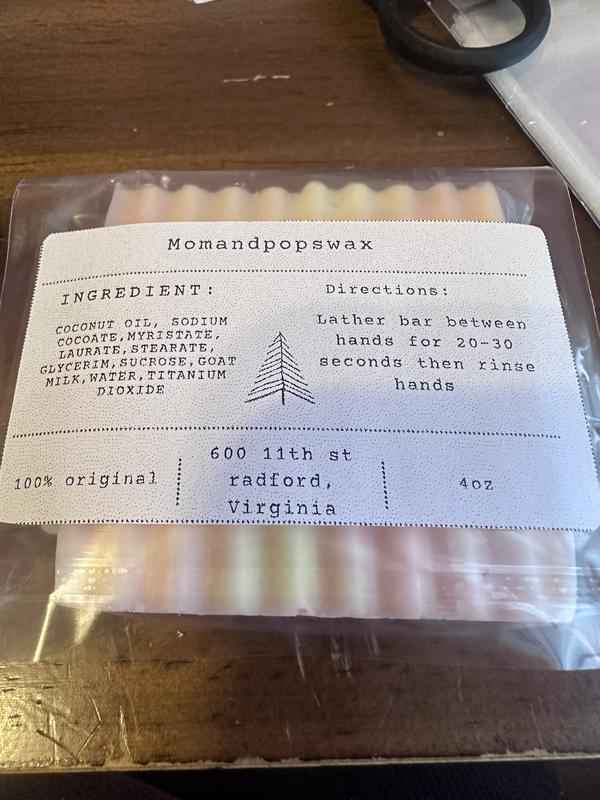 Momandpopswax
INGREDIENT:
COCONUT OIL, SODIUM
COCOATE,MYRISTATE,
LAURATE,STEARATE,
GLYCERIM,SUCROSE,GOAT
MILK,WATER,TITANIUM
DIOXIDE
Directions:
Lather bar between
hands for 20-30
seconds then rinse
hands
100% original
600 11th st
radford,
Virginia
4oz